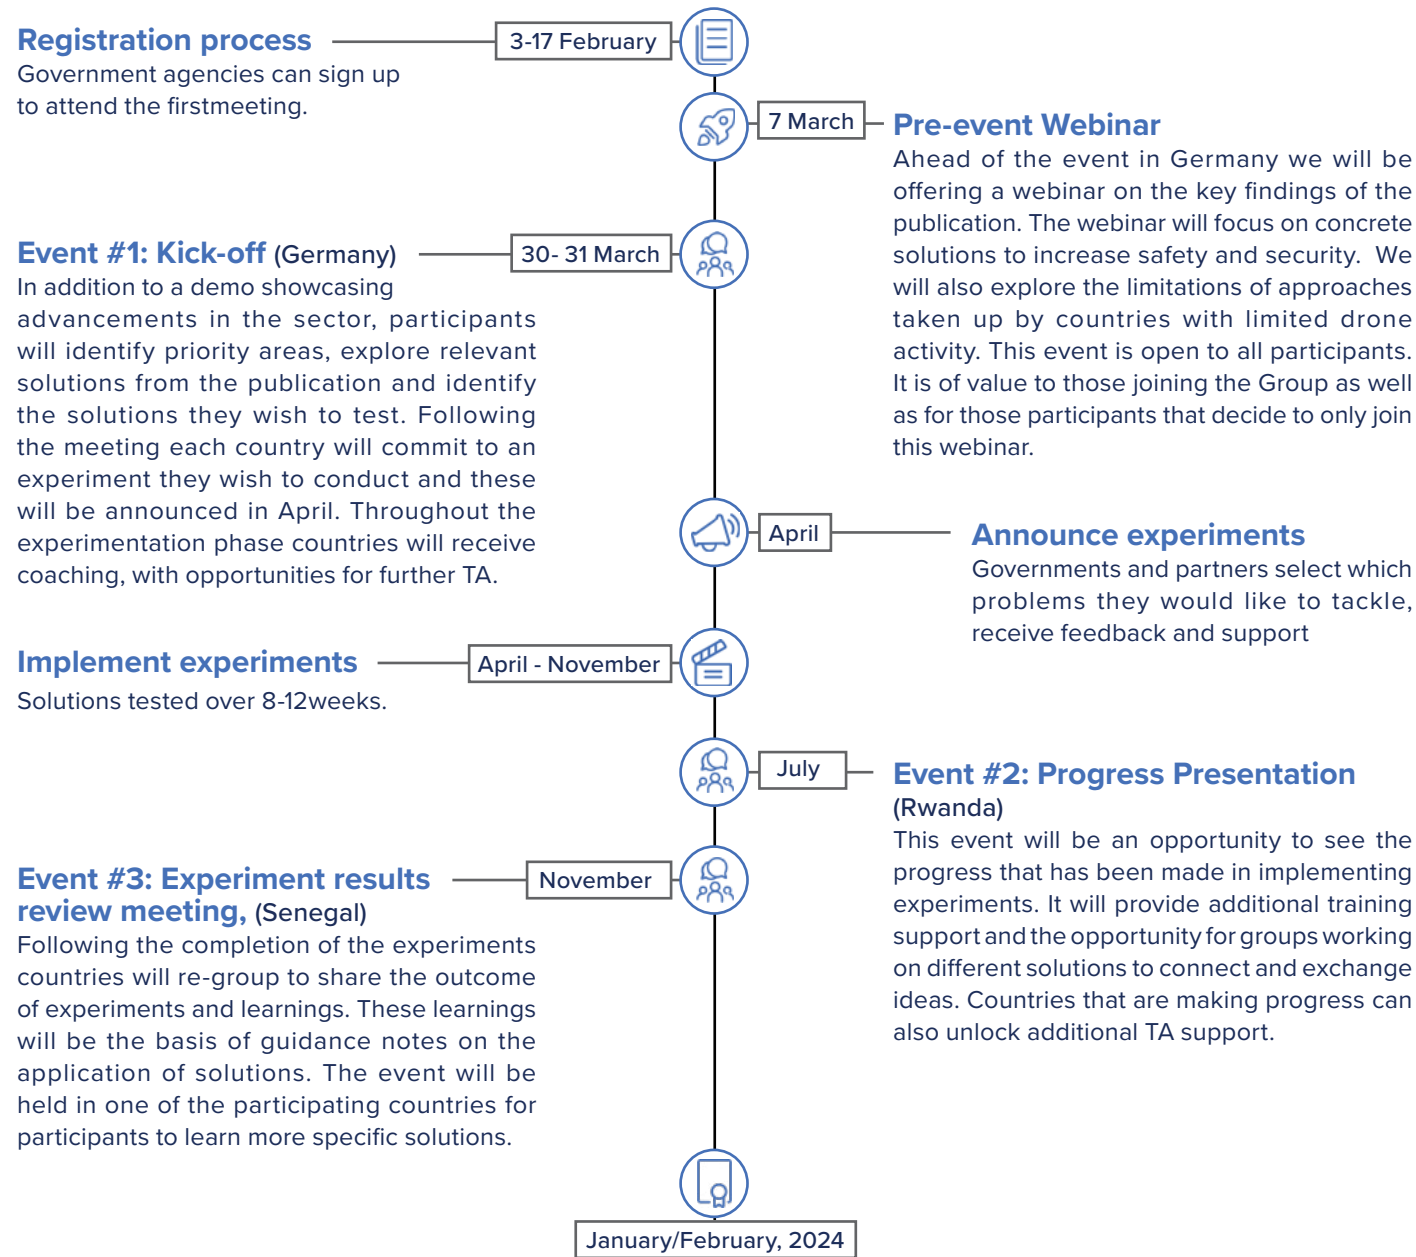 Registration process
3-17 February
Government agencies can sign up
to attend the firstmeeting.
7 March
Pre-event Webinar
Ahead of the event in Germany we will be
offering a webinar on the key findings of the
publication. The webinar will focus on concrete
solutions to increase safety and security. We
will also explore the limitations of approaches
taken up by countries with limited drone
activity. This event is open to all participants.
It is of value to those joining the Group as well
as for those participants that decide to only join
this webinar.
Event #1: Kick-off (Germany)
30- 31 March
In addition to a demo showcasing
advancements in the sector, participants
will identify priority areas, explore relevant
solutions from the publication and identify
the solutions they wish to test. Following
the meeting each country will commit to an
experiment they wish to conduct and these
will be announced in April. Throughout the
experimentation phase countries will receive
coaching, with opportunities for further TA.
April
Announce experiments
Governments and partners select which
problems they would like to tackle,
receive feedback and support
Implement experiments
April - November
Solutions tested over 8-12weeks.
July
Event #2: Progress Presentation
(Rwanda)
This event will be an opportunity to see the
progress that has been made in implementing
experiments. It will provide additional training
support and the opportunity for groups working
on different solutions to connect and exchange
ideas. Countries that are making progress can
also unlock additional TA support.
Event #3: Experiment results
review meeting, (Senegal)
November
Following the completion of the experiments
countries will re-group to share the outcome
of experiments and learnings. These learnings
will be the basis of guidance notes on the
application of solutions. The event will be
held in one of the participating countries for
participants to learn more specific solutions.
January/February, 2024